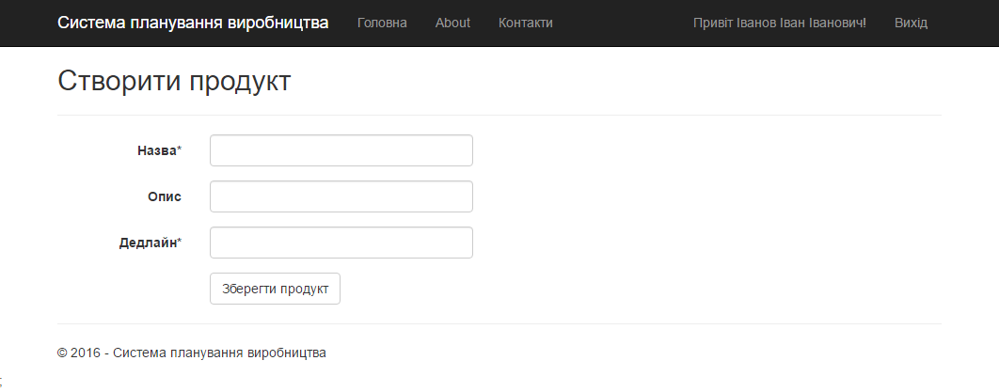 Система планування виробництва Головна About Контакти Привіт Іванов Іван Іванович! Вихід
Створити продукт
Назва*
Опис
Дедлайн*
Зберегти продукт
© 2016 - Система планування виробництва
;